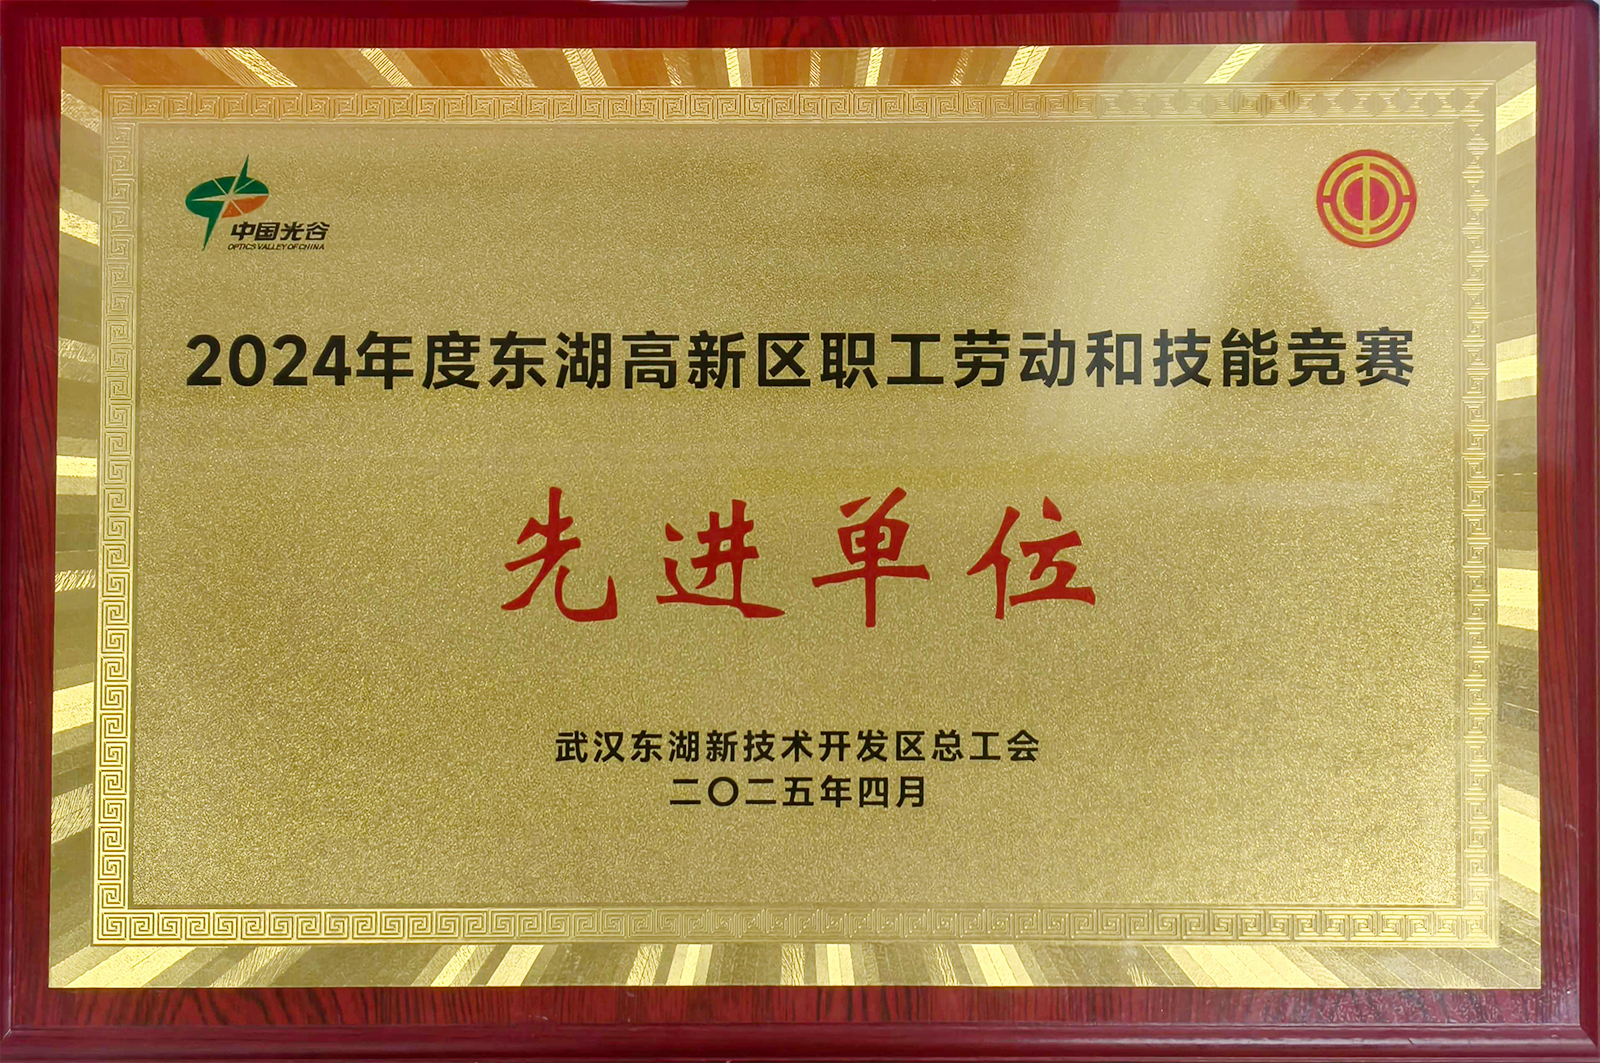 中国光谷
OPTICS VALLEY OF CHINA
2024年度东湖高新区职工劳动和技能竞赛
先进单位
武汉东湖新技术开发区总工会
二〇二五年四月